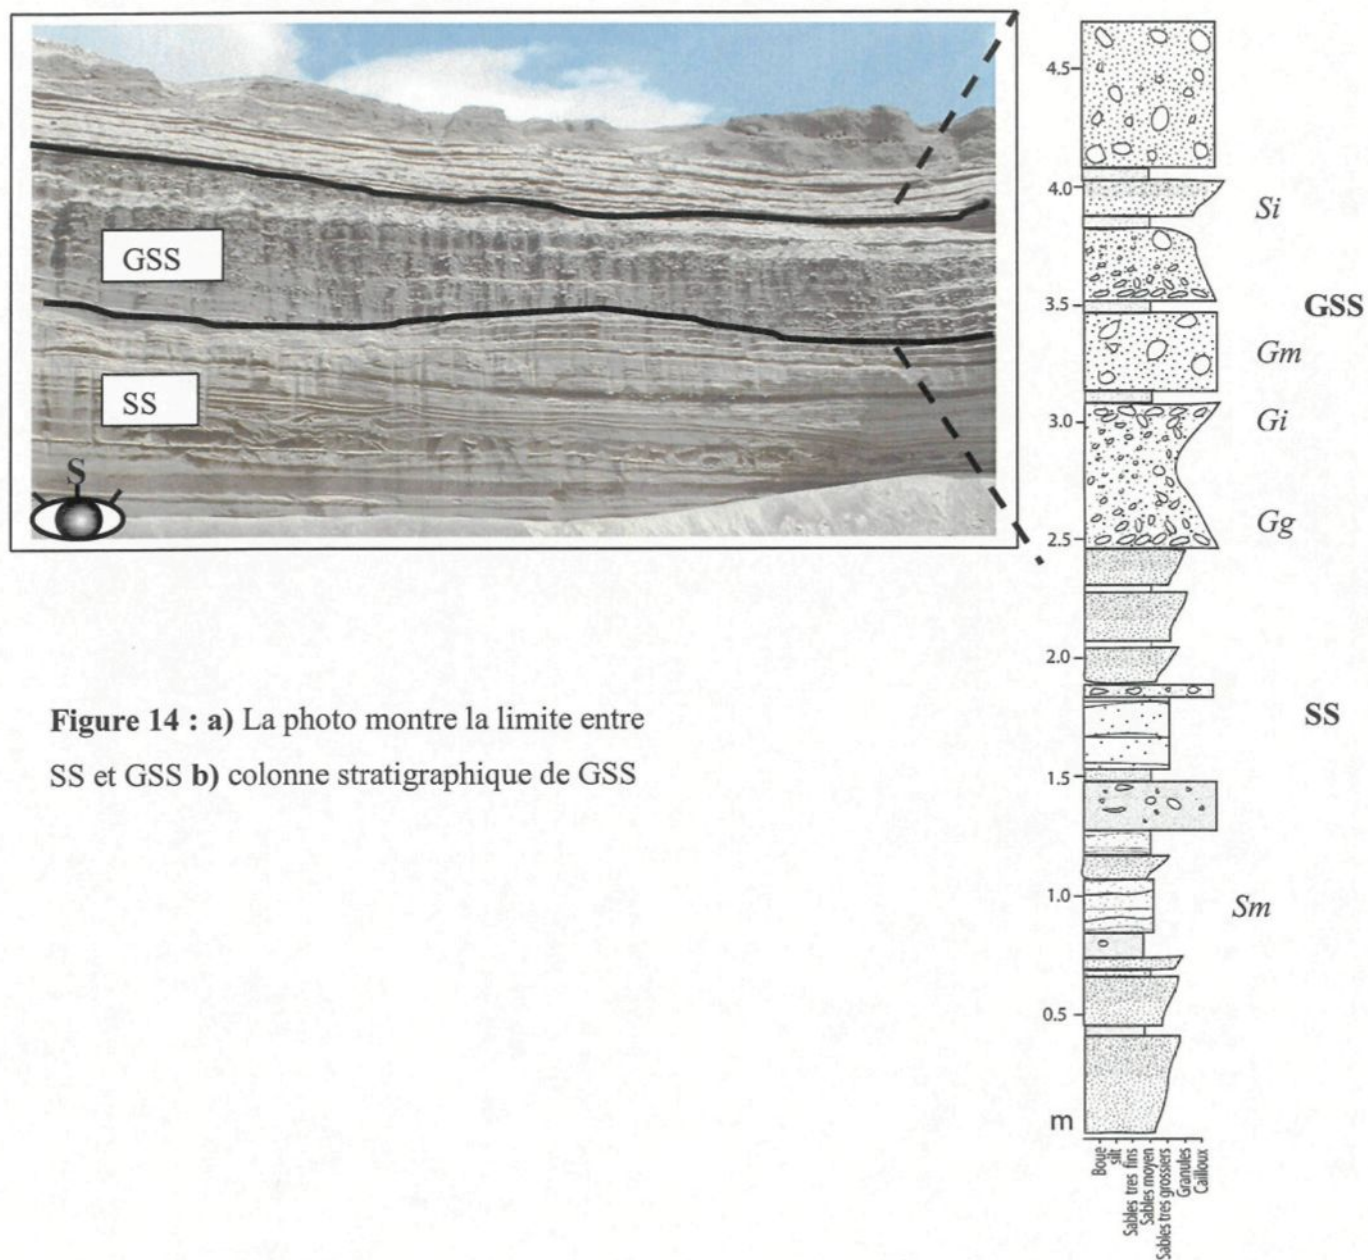 GSS
SS
S
4.5
4.0
3.5
3.0
2.5
2.0
1.5
1.0
0.5
m
Si
GSS
Gm
Gi
Gg
SS
Sm
Boue
silt
Sables tres fins
Sables moyen
Sables tres grossiers
Granules
Cailloux
Figure 14 : a) La photo montre la limite entre
SS et GSS b) colonne stratigraphique de GSS